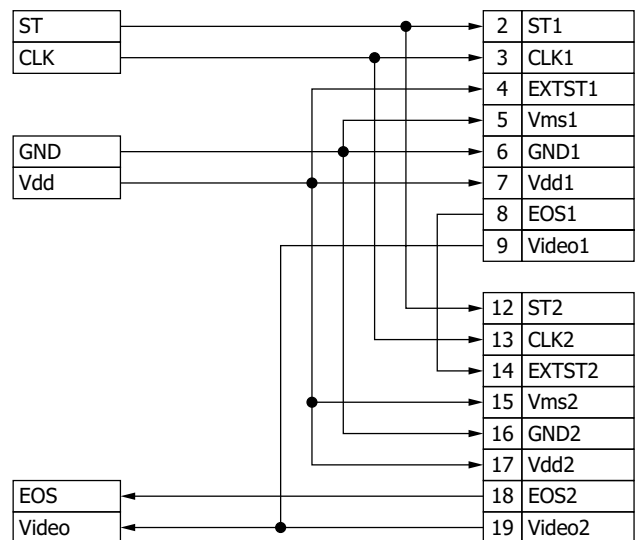 ST
CLK
GND
Vdd
EOS
Video
2 ST1
3 CLK1
4 EXTST1
5 Vms1
6 GND1
7 Vdd1
8 EOS1
9 Video1
12 ST2
13 CLK2
14 EXTST2
15 Vms2
16 GND2
17 Vdd2
18 EOS2
19 Video2